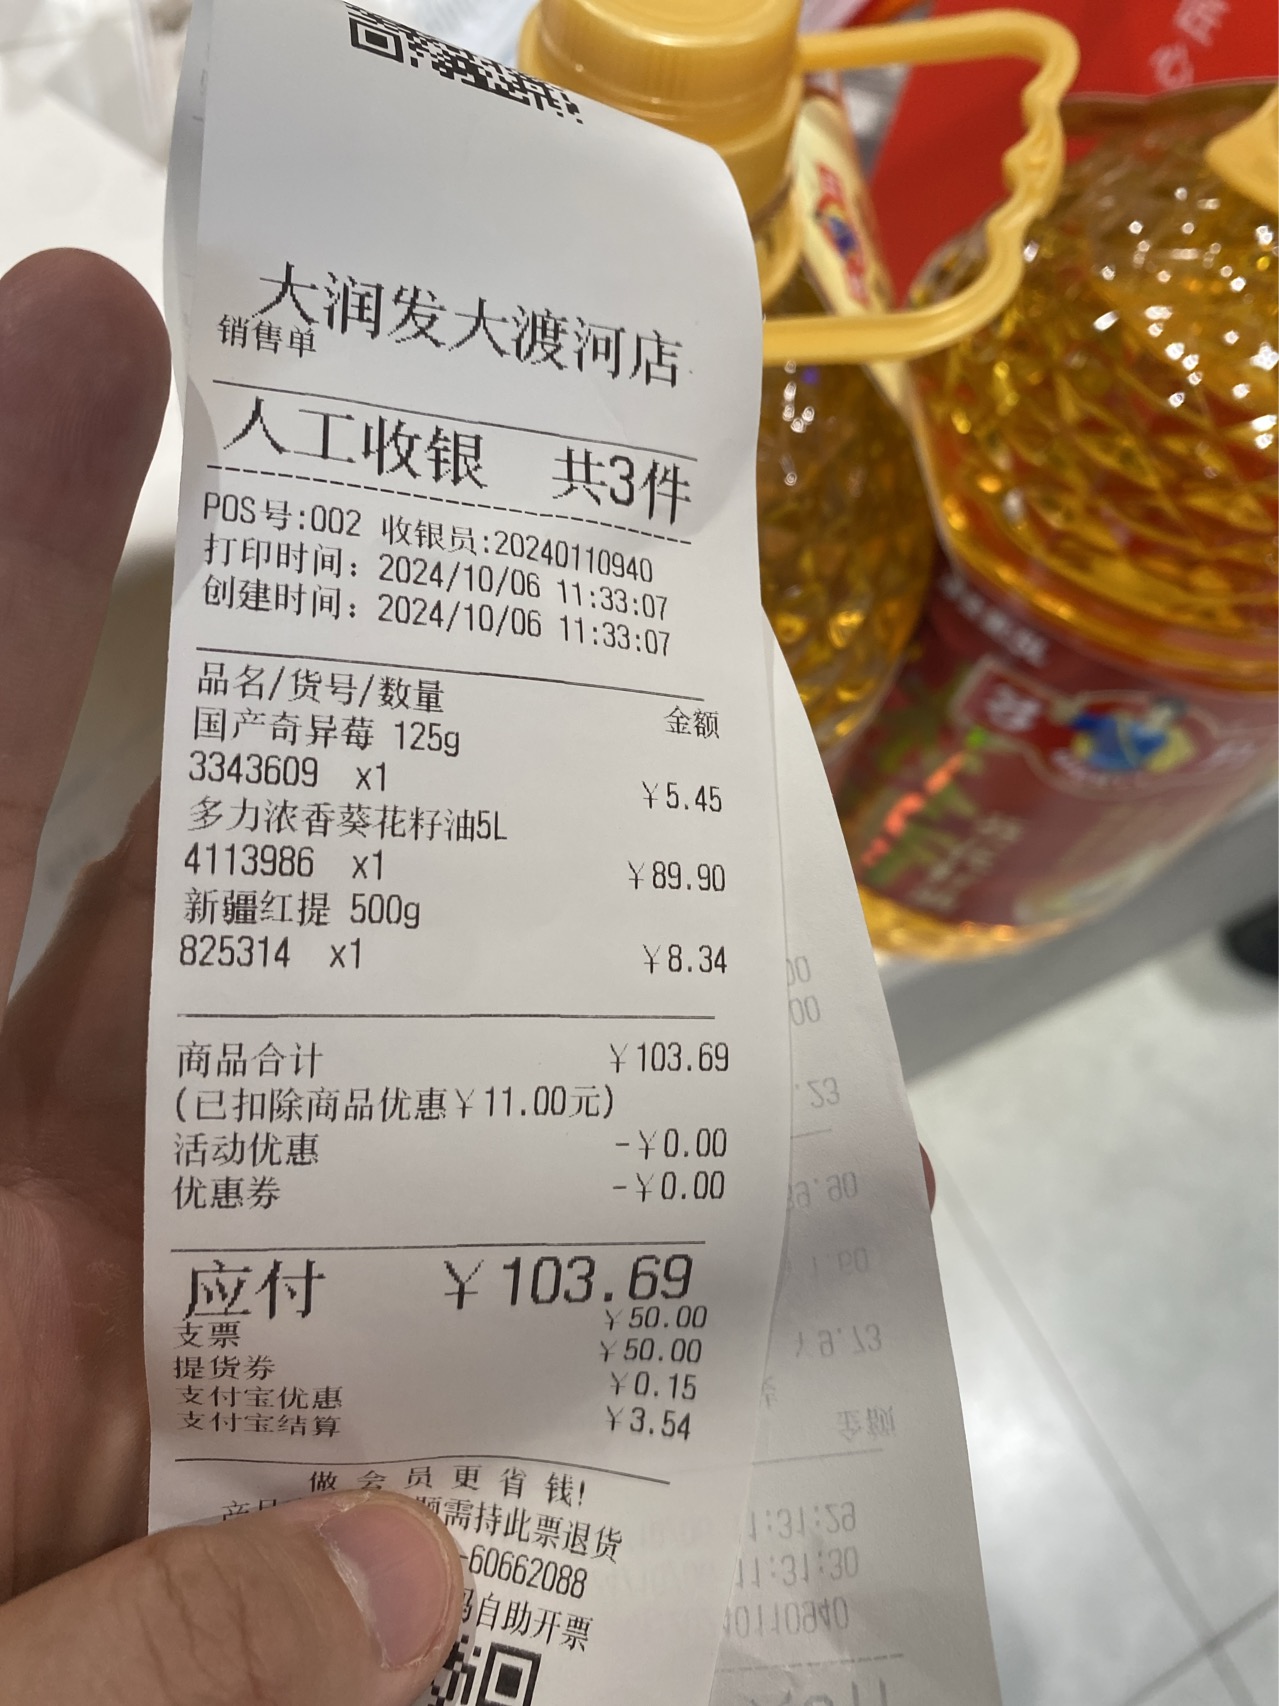 大润发大渡河店
销售单
人工收银 共3件
POS号:002 收银员:20240110940
打印时间: 2024/10/06 11:33:07
创建时间: 2024/10/06 11:33:07
品名/货号/数量 金额
国产奇异莓 125g
3343609 x1 ¥5.45
多力浓香葵花籽油5L
4113986 x1 ¥89.90
新疆红提 500g
825314 x1 ¥8.34
商品合计 ¥103.69
(已扣除商品优惠¥11.00元)
活动优惠 -¥0.00
优惠券 -¥0.00
应付 ¥103.69
支票 ¥50.00
提货券 ¥50.00
支付宝优惠 ¥0.15
支付宝结算 ¥3.54
做会员更省钱!
需持此票退货
-60662088
码自助开票